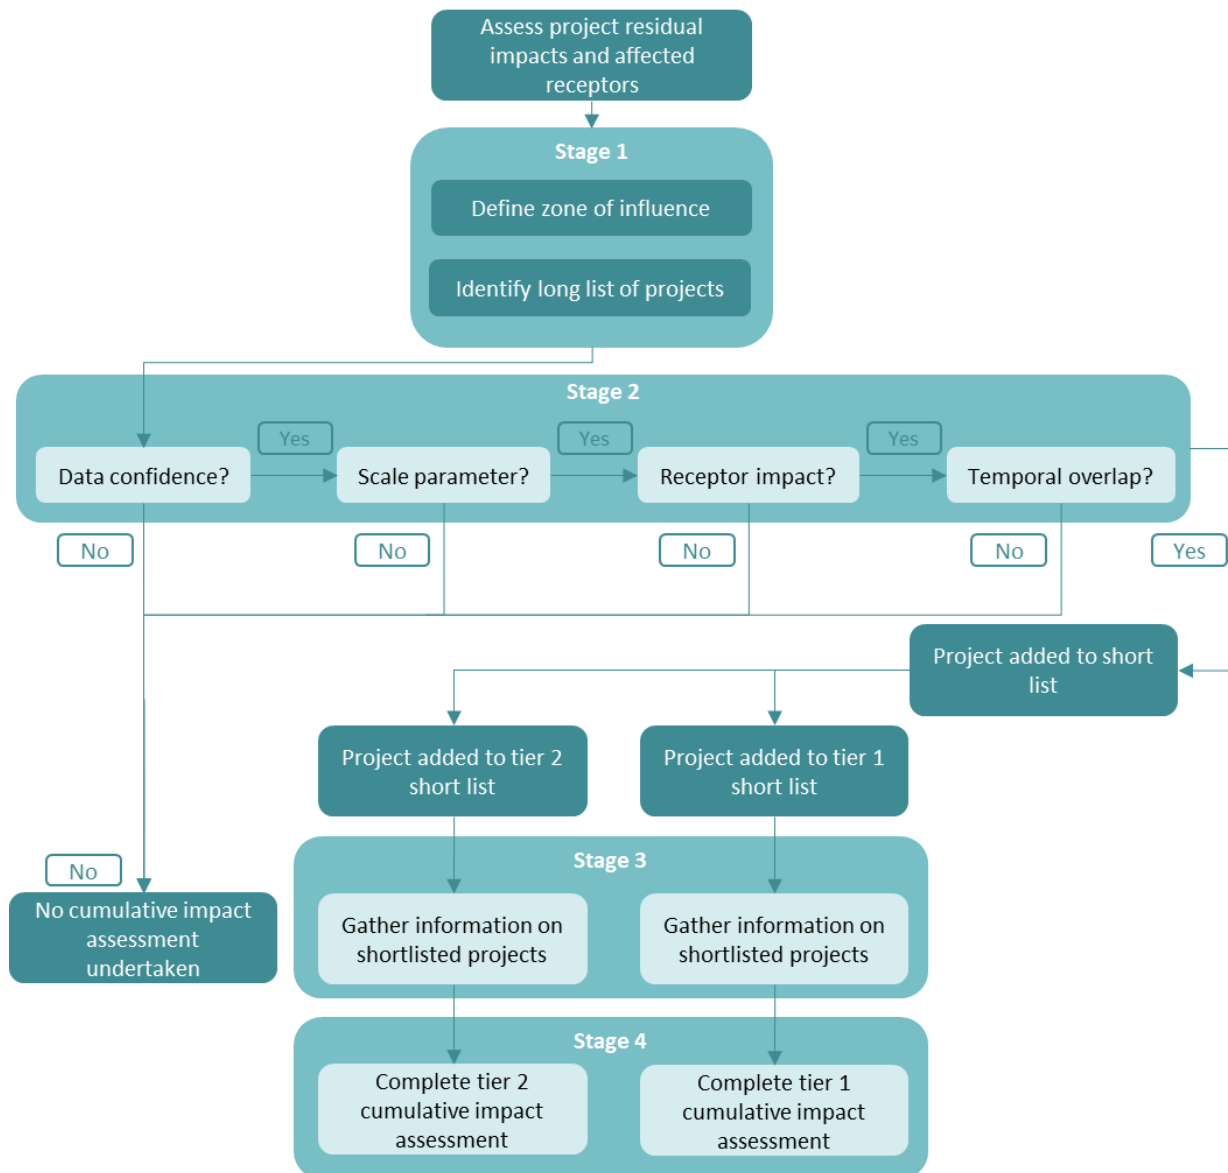 Assess project residual
impacts and affected
receptors
Stage 1
Define zone of influence
Identify long list of projects
Stage 2
Yes
Yes
Yes
Data confidence?
Scale parameter?
Receptor impact?
Temporal overlap?
No
No
No
No
Yes
Project added to short
list
Project added to tier 2
short list
Project added to tier 1
short list
No
No cumulative impact
assessment
undertaken
Stage 3
Gather information on
shortlisted projects
Gather information on
shortlisted projects
Stage 4
Complete tier 2
cumulative impact
assessment
Complete tier 1
cumulative impact
assessment